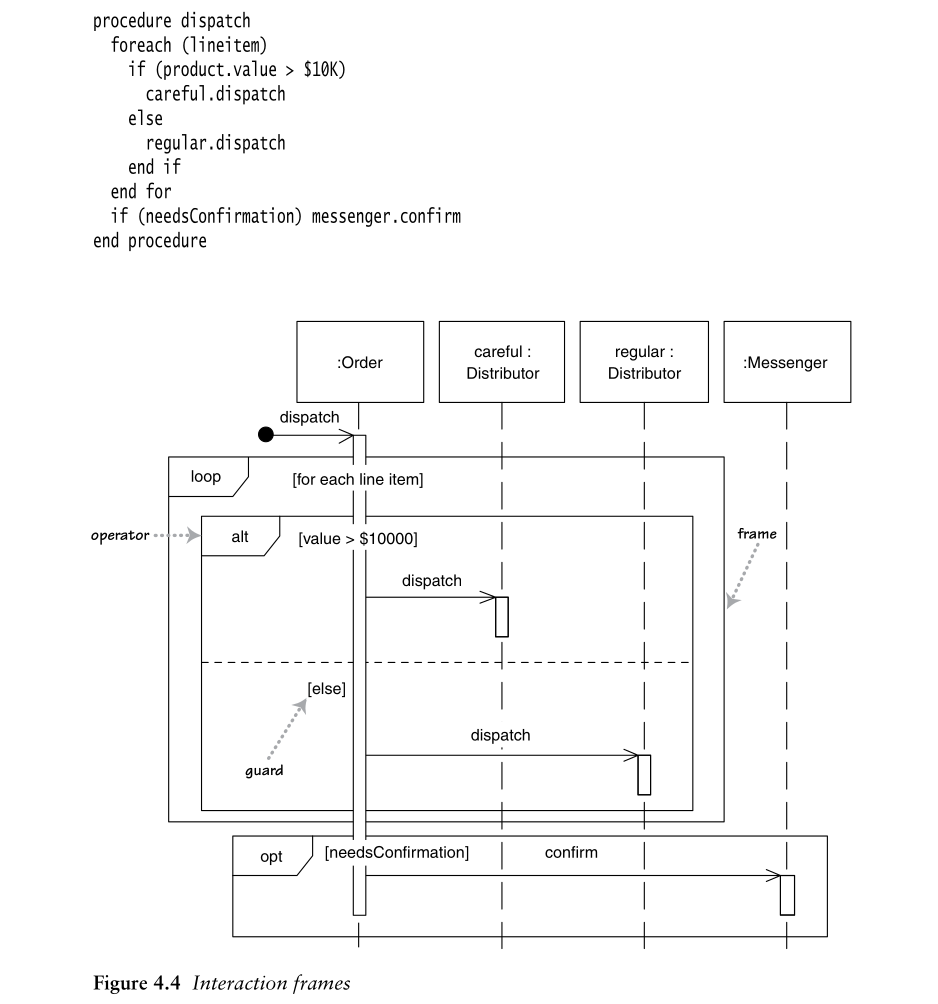 procedure dispatch
foreach (lineitem)
if (product.value > $10K)
careful.dispatch
else
regular.dispatch
end if
end for
if (needsConfirmation) messenger.confirm
end procedure
:Order
careful :
Distributor
regular :
Distributor
:Messenger
dispatch
loop
[for each line item]
operator
alt
[value > $10000]
frame
dispatch
[else]
dispatch
guard
opt
[needsConfirmation]
confirm
Figure 4.4 Interaction frames